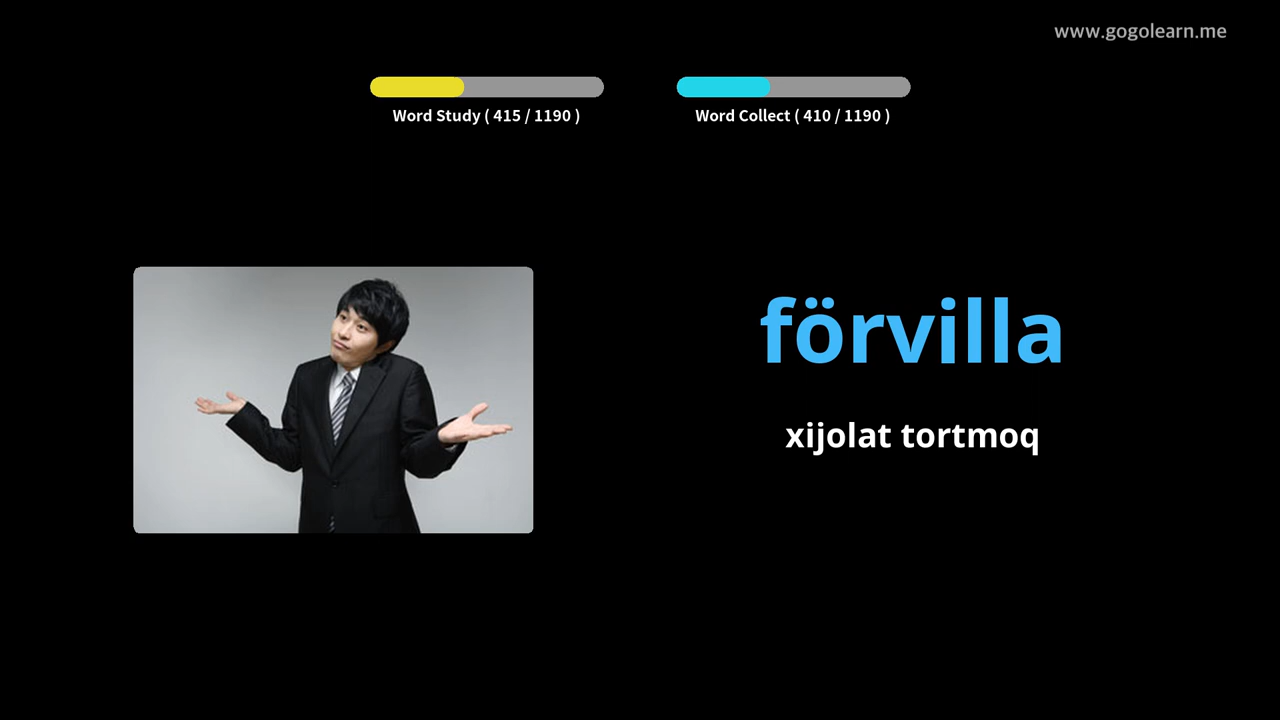 www.gogolearn.me
Word Study ( 415 / 1190 )
Word Collect ( 410 / 1190 )
förvilla
xijolat tortmoq